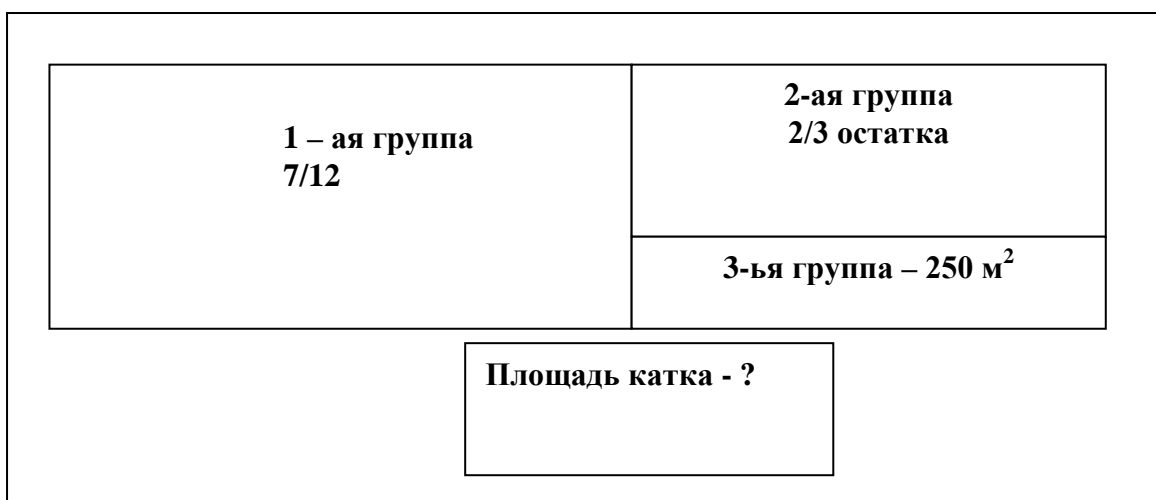 1 – ая группа
7/12
2-ая группа
2/3 остатка
3-ья группа – 250 м²
Площадь катка - ?